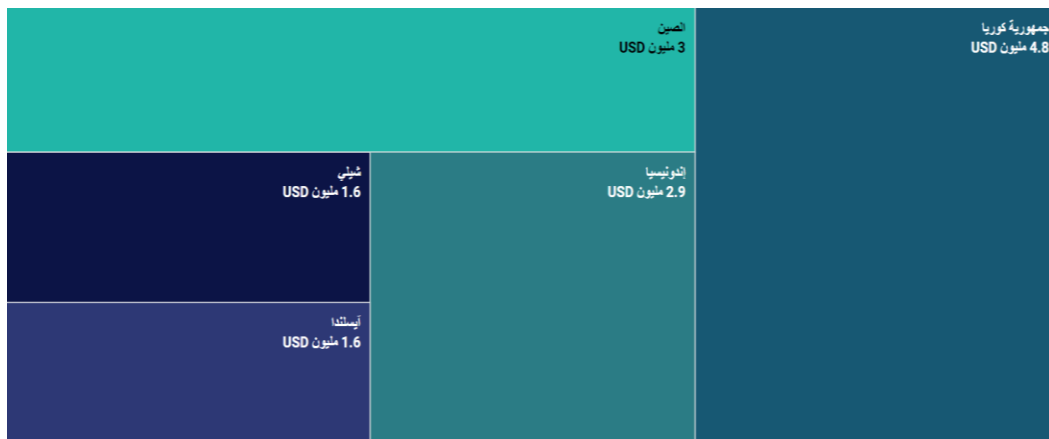 جمهورية كوريا
4.8 مليون USD
الصين
3 مليون USD
إندونيسيا
2.9 مليون USD
شيلي
1.6 مليون USD
آيسلندا
1.6 مليون USD